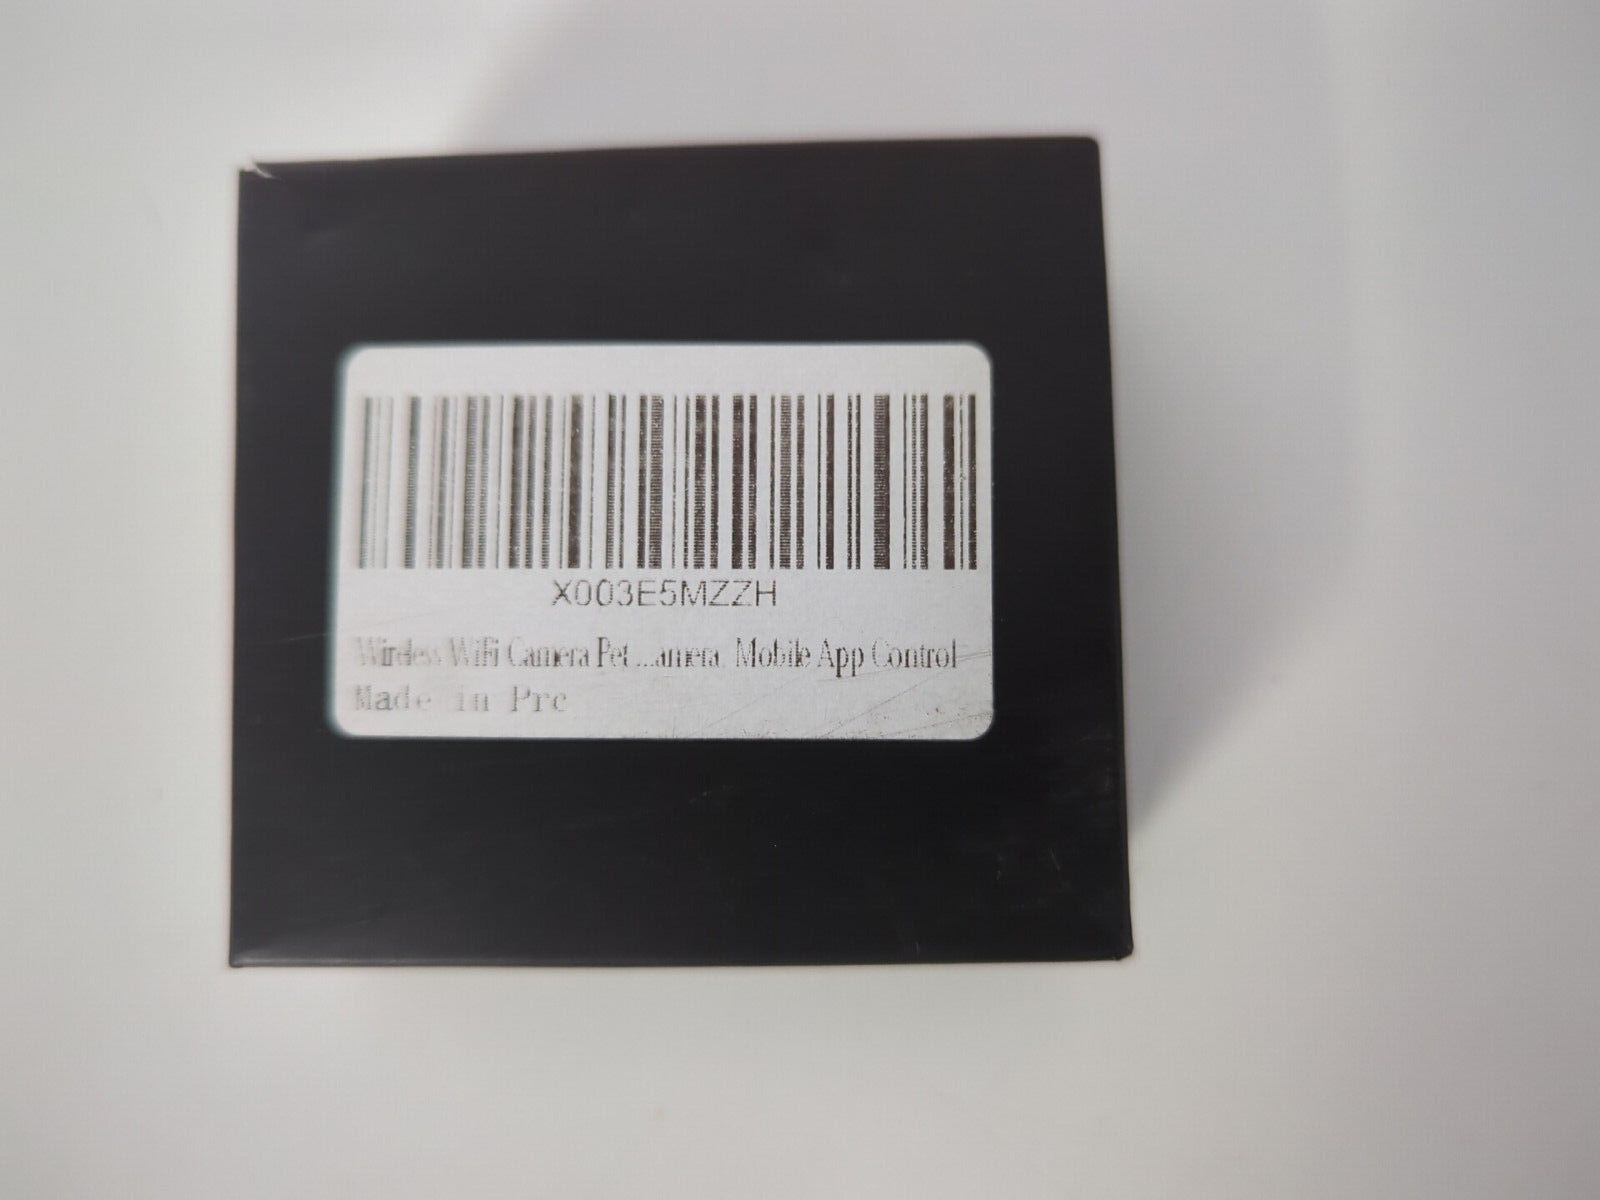 X003E5MZZH
Wireless WiFi Camera Pet ...amera, Mobile App Control
Made in Prc